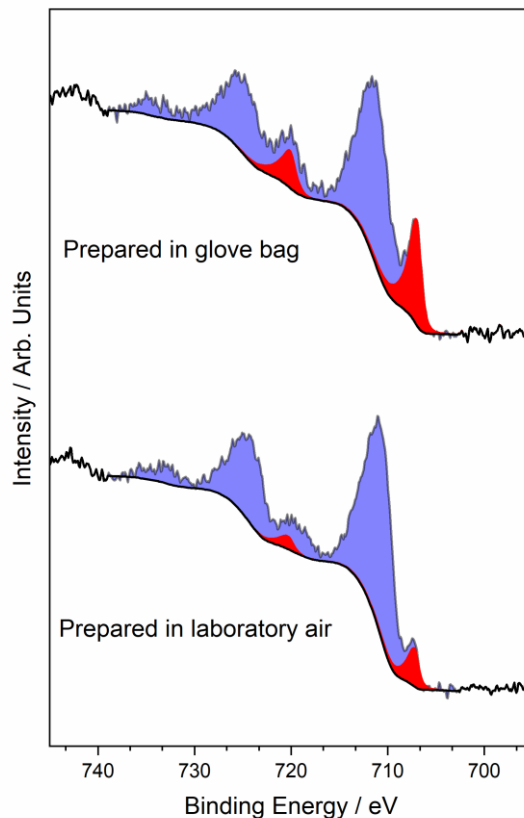 Prepared in glove bag
Intensity / Arb. Units
Prepared in laboratory air
740 730 720 710 700
Binding Energy / eV